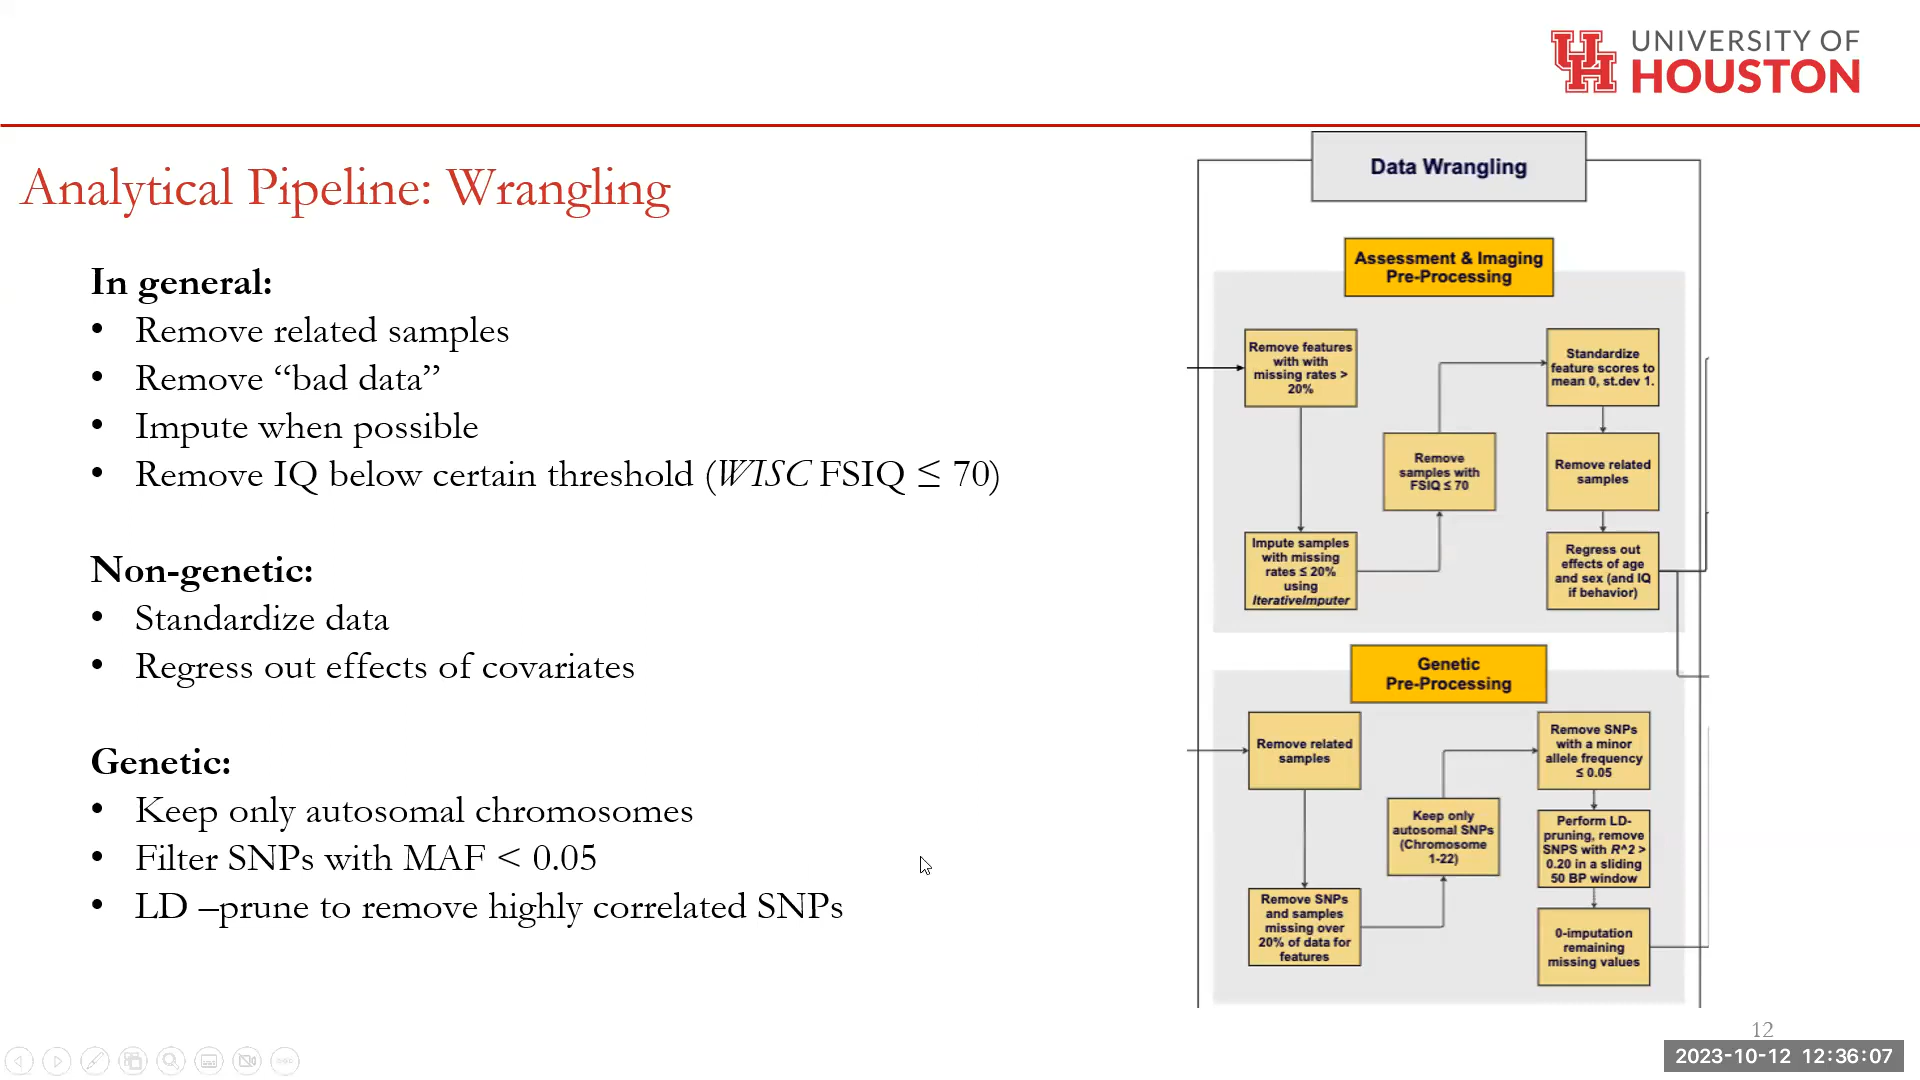 UNIVERSITY OF
HOUSTON
Analytical Pipeline: Wrangling
In general:
• Remove related samples
• Remove “bad data”
• Impute when possible
• Remove IQ below certain threshold (WISC FSIQ ≤ 70)
Non-genetic:
• Standardize data
• Regress out effects of covariates
Genetic:
• Keep only autosomal chromosomes
• Filter SNPs with MAF < 0.05
• LD –prune to remove highly correlated SNPs
Data Wrangling
Assessment & Imaging
Pre-Processing
Remove features
with with
missing rates >
20%
Impute samples
with missing
rates ≤ 20%
using
IterativeImputer
Remove
samples with
FSIQ ≤ 70
Standardize
feature scores to
mean 0, st.dev 1.
Remove related
samples
Regress out
effects of age
and sex (and IQ
if behavior)
Genetic
Pre-Processing
Remove related
samples
Remove SNPs
and samples
missing over
20% of data for
features
Keep only
autosomal SNPs
(Chromosome
1-22)
Remove SNPs
with a minor
allele frequency
≤ 0.05
Perform LD-
pruning, remove
SNPS with R^2 >
0.20 in a sliding
50 BP window
0-imputation
remaining
missing values
12
2023-10-12 12:36:07